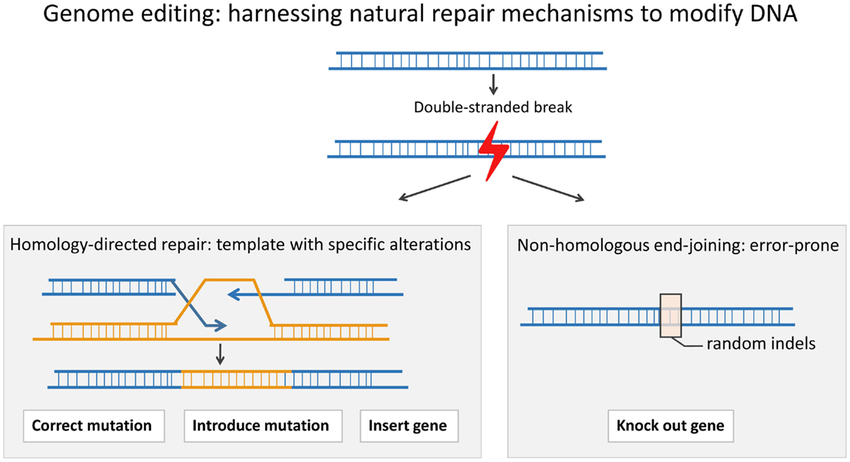 Genome editing: harnessing natural repair mechanisms to modify DNA
Double-stranded break
Homology-directed repair: template with specific alterations
Correct mutation
Introduce mutation
Insert gene
Non-homologous end-joining: error-prone
random indels
Knock out gene